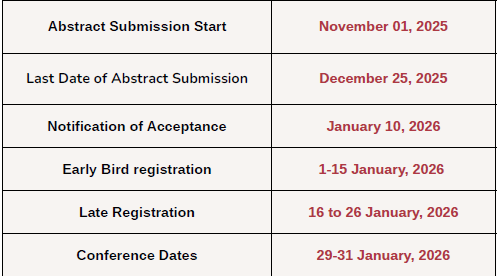 Abstract Submission Start November 01, 2025
Last Date of Abstract Submission December 25, 2025
Notification of Acceptance January 10, 2026
Early Bird registration 1-15 January, 2026
Late Registration 16 to 26 January, 2026
Conference Dates 29-31 January, 2026